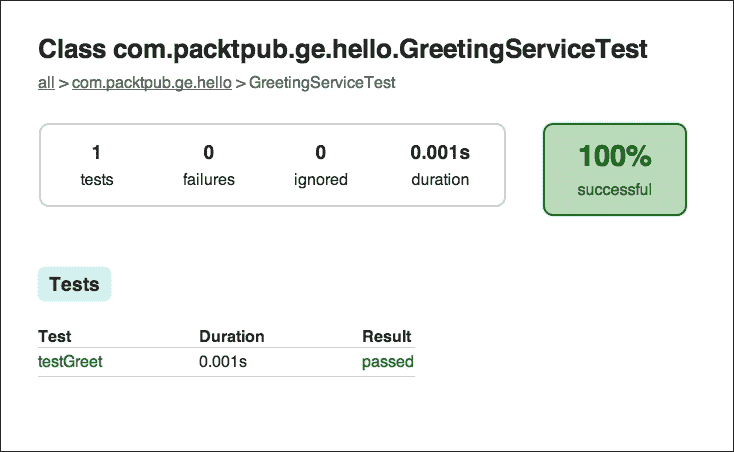 Class com.packtpub.ge.hello.GreetingServiceTest
all > com.packtpub.ge.hello > GreetingServiceTest
1 0 0 0.001s 100%
tests failures ignored duration successful
Tests
Test Duration Result
testGreet 0.001s passed